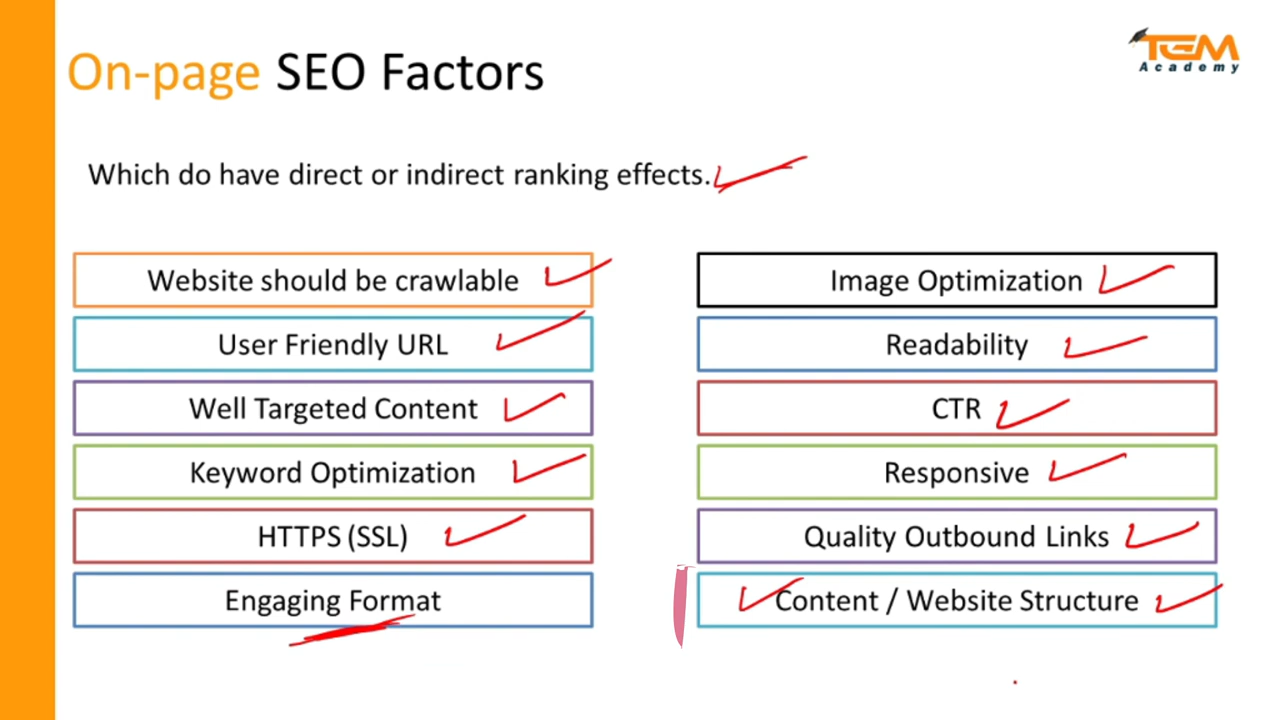 On-page SEO Factors
TGM
Academy
Which do have direct or indirect ranking effects.
Website should be crawlable
User Friendly URL
Well Targeted Content
Keyword Optimization
HTTPS (SSL)
Engaging Format
Image Optimization
Readability
CTR
Responsive
Quality Outbound Links
Content / Website Structure